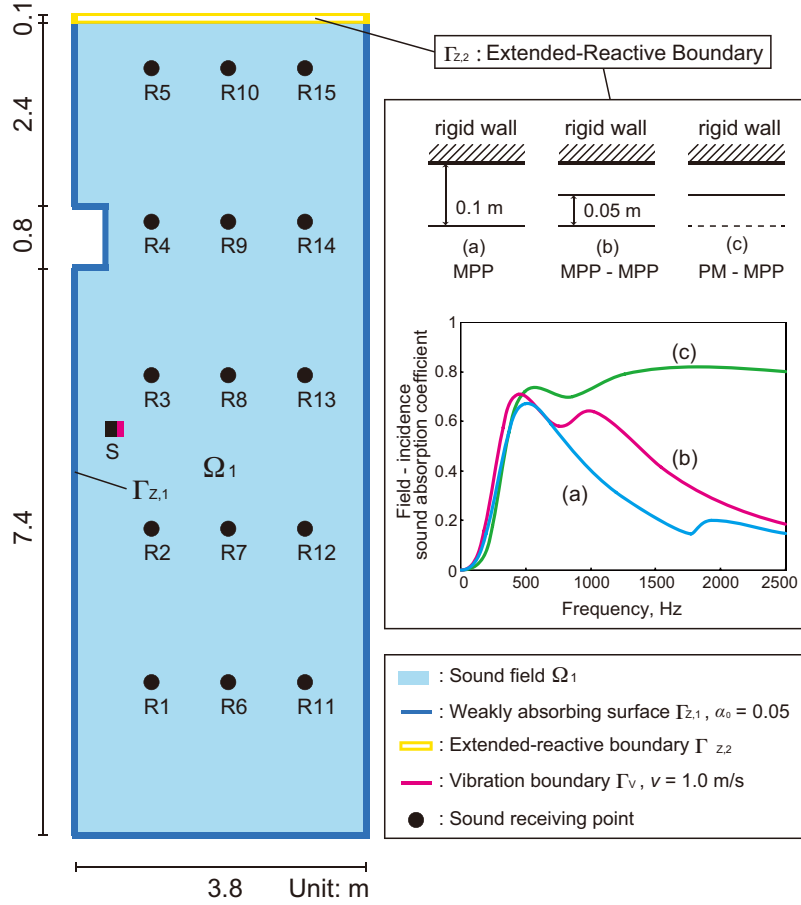 0.1
2.4
0.8
7.4
R5 R10 R15
R4 R9 R14
R3 R8 R13
S
Γz,1
Ω1
R2 R7 R12
R1 R6 R11
3.8 Unit: m
ΓZ,2 : Extended-Reactive Boundary
rigid wall rigid wall rigid wall
0.1 m 0.05 m
(a) (b) (c)
MPP MPP - MPP PM - MPP
Field - incidence
sound absorption coefficient
1
0.8
0.6
0.4
0.2
0
(c)
(b)
(a)
0 500 1000 1500 2000 2500
Frequency, Hz
: Sound field Ω1
: Weakly absorbing surface ΓZ,1 , α0 = 0.05
: Extended-reactive boundary Γ Z,2
: Vibration boundary ΓV , v = 1.0 m/s
: Sound receiving point